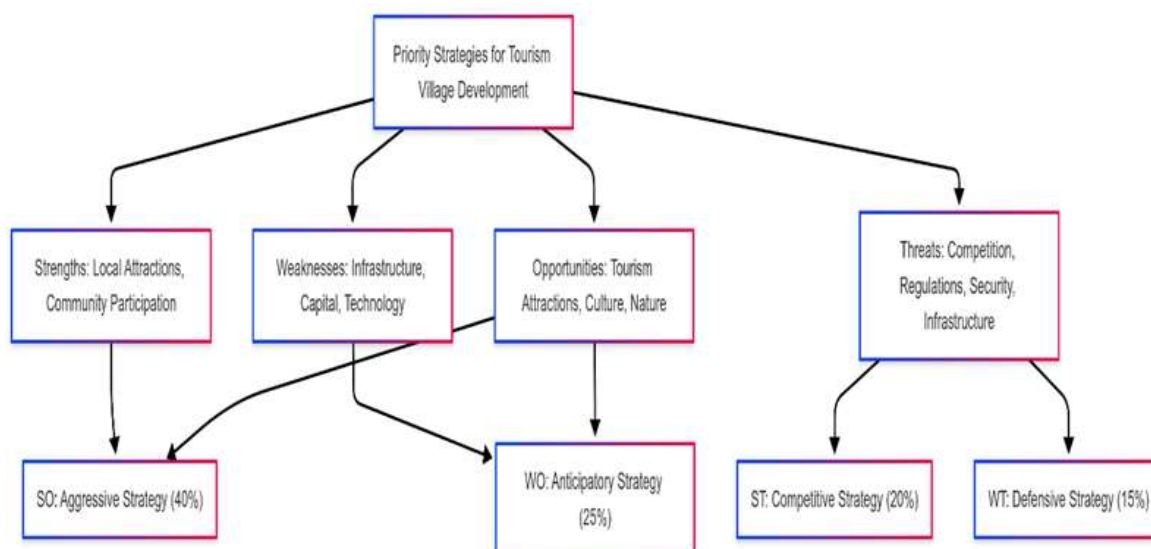 Priority Strategies for Tourism
Village Development
Strengths: Local Attractions,
Community Participation
Weaknesses: Infrastructure,
Capital, Technology
Opportunities: Tourism
Attractions, Culture, Nature
Threats: Competition,
Regulations, Security,
Infrastructure
SO: Aggressive Strategy (40%)
WO: Anticipatory Strategy
(25%)
ST: Competitive Strategy (20%)
WT: Defensive Strategy (15%)